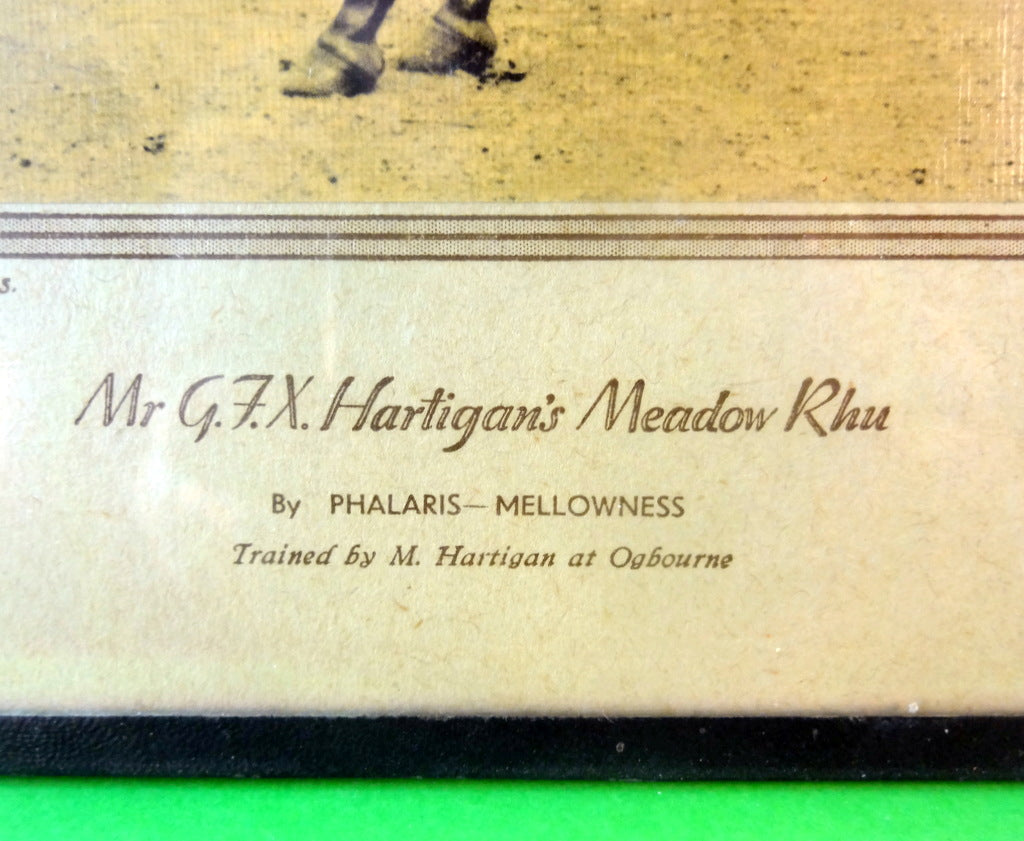 s.
Mr G.F.X. Hartigan's Meadow Rhu
By PHALARIS—MELLOWNESS
Trained by M. Hartigan at Ogbourne